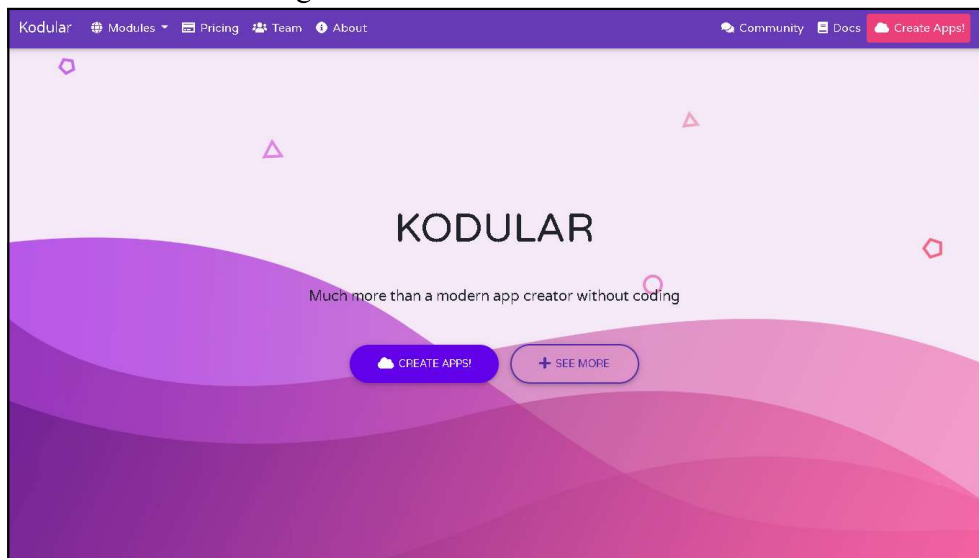 Kodular Modules Pricing Team About Community Docs Create Apps!
KODULAR
Much more than a modern app creator without coding
CREATE APPS! SEE MORE